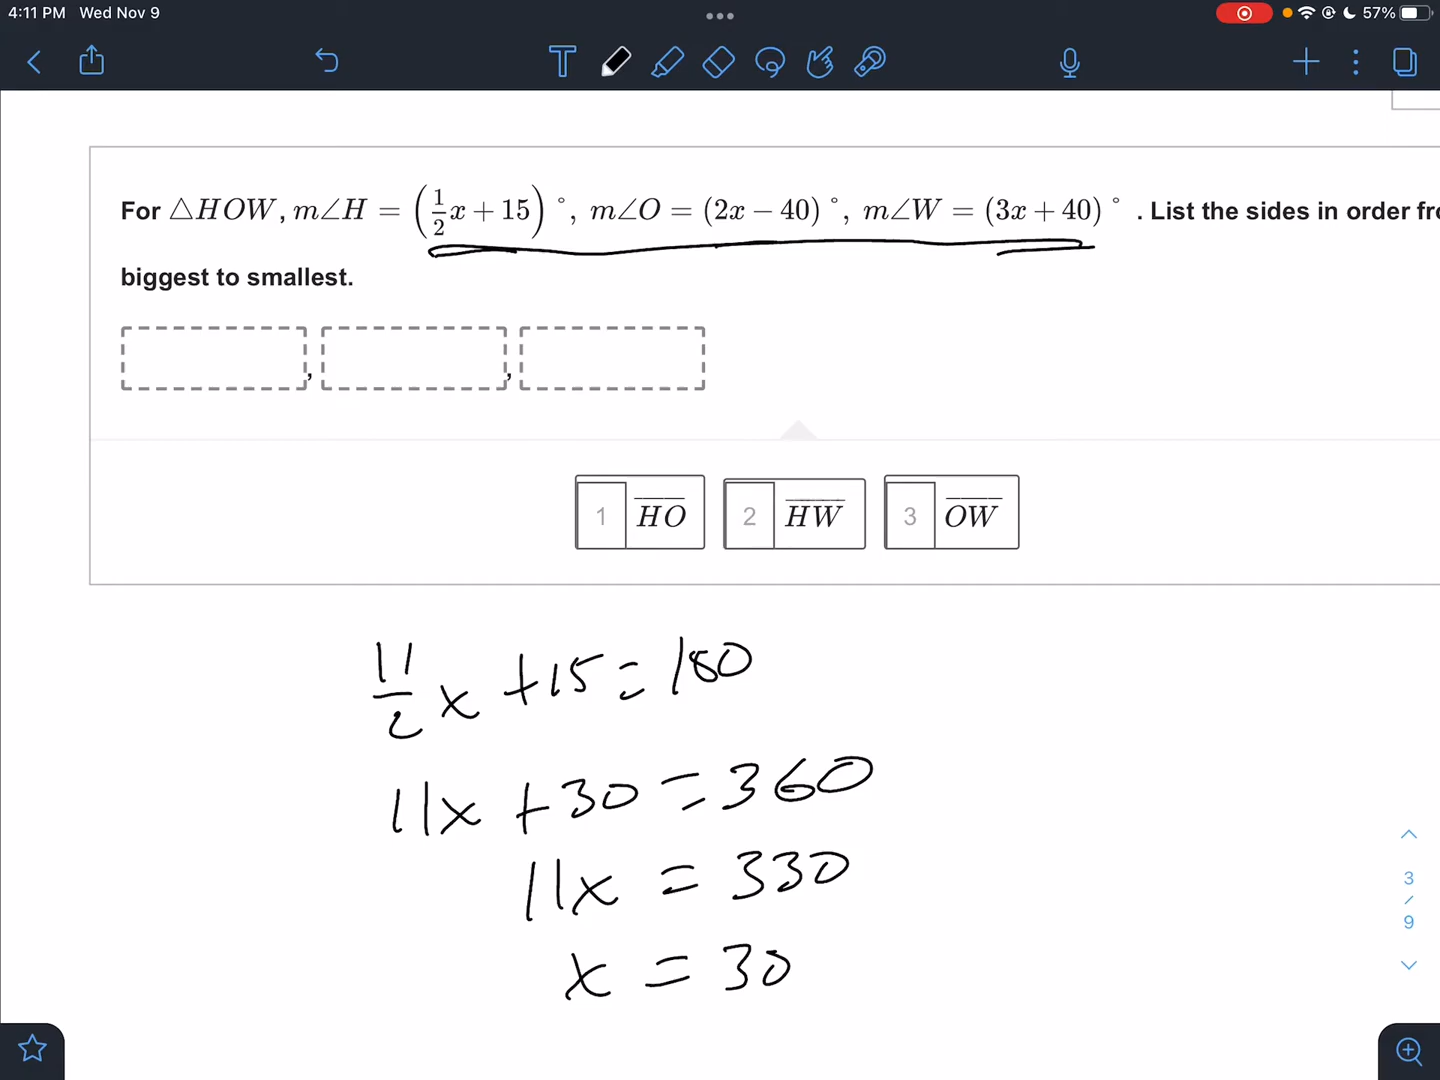 4:11 PM Wed Nov 9
57%
T
For △HOW, m∠H = (1/2x + 15)°, m∠O = (2x − 40)°, m∠W = (3x + 40)°. List the sides in order fro
biggest to smallest.
, ,
1 HO 2 HW 3 OW
11/2 x +15 = 180
11x + 30 = 360
11x = 330
x = 30
3
/
9